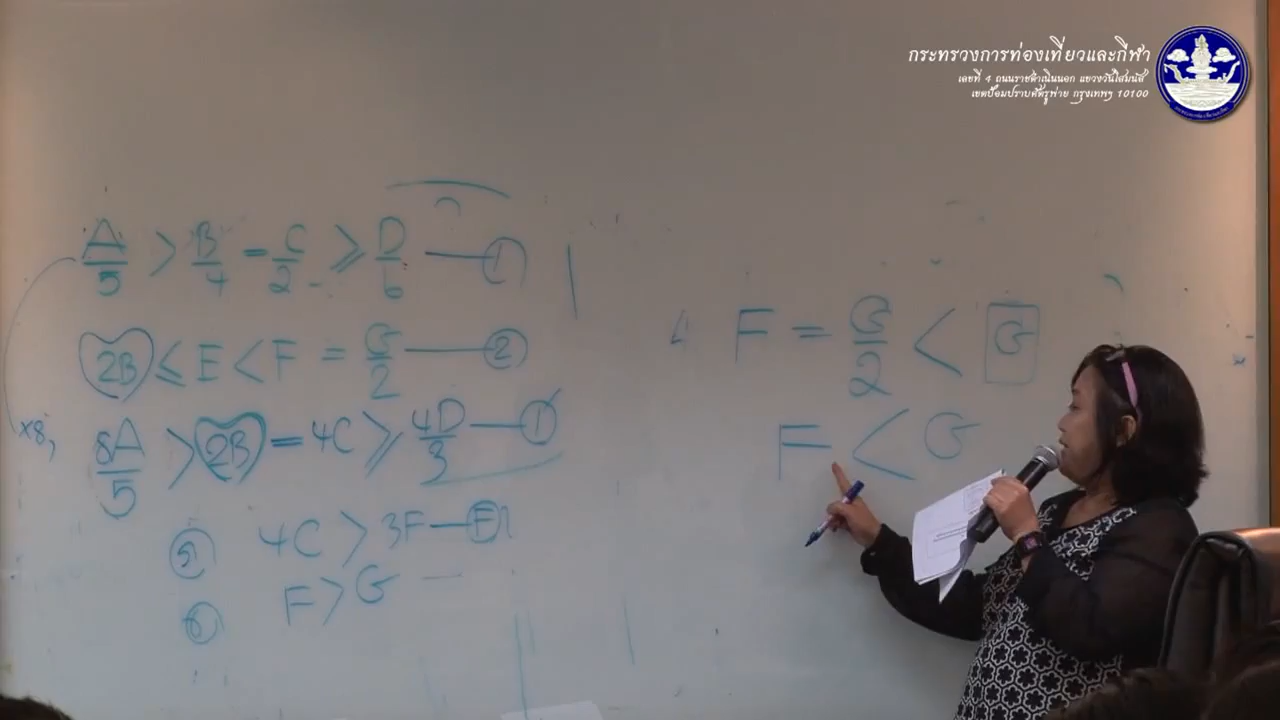 กระทรวงการท่องเที่ยวและกีฬา
เลขที่ 4 ถนนราชดำเนินนอก แขวงวัดโสมนัส
เขตป้อมปราบศัตรูพ่าย กรุงเทพฯ 10100
A/5 > B/4 = C/2 ≥ D/6 — ①
2B ≤ E < F = G/2 — ②
×8, 8A/5 > 2B = 4C ≥ 4D/3 — ①
⑤ 4C > 3F — F
⑥ F > G —
F = G/2 < G
F < G